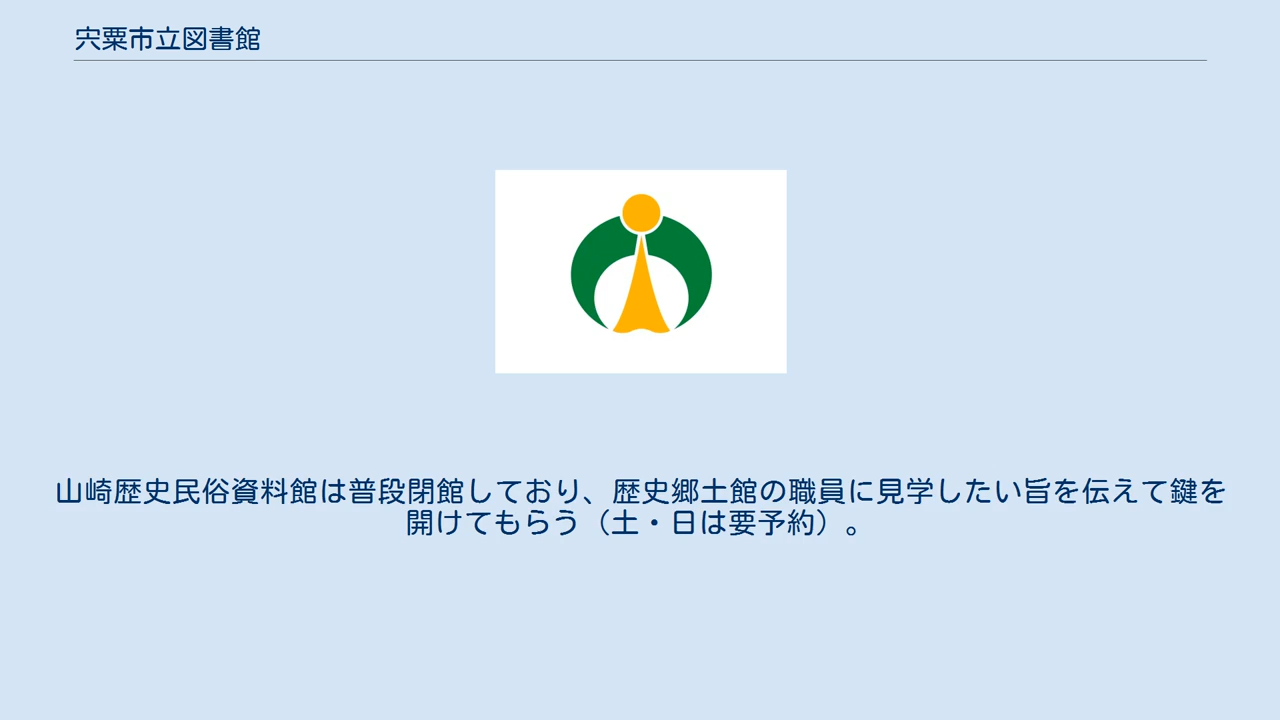 宍粟市立図書館
山崎歴史民俗資料館は普段閉館しており、歴史郷土館の職員に見学したい旨を伝えて鍵を
開けてもらう（土・日は要予約）。